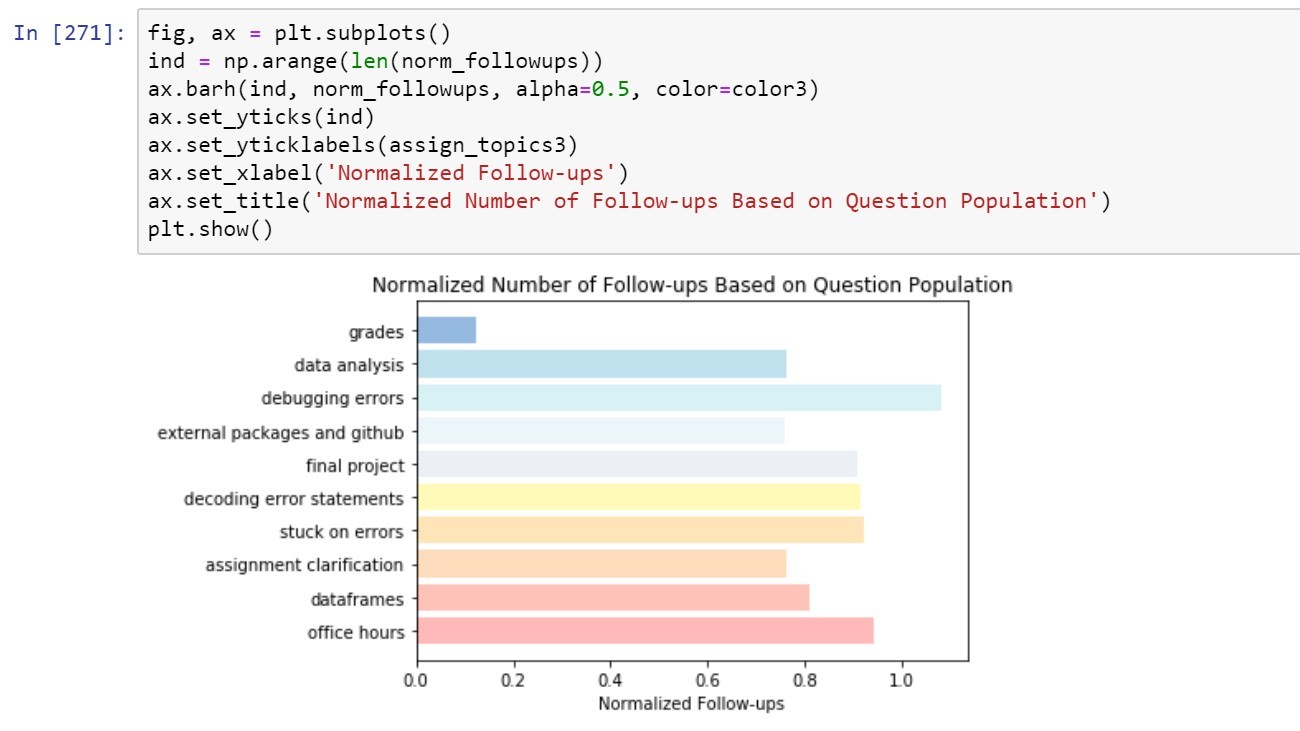 In [271]: fig, ax = plt.subplots()
ind = np.arange(len(norm_followups))
ax.barh(ind, norm_followups, alpha=0.5, color=color3)
ax.set_yticks(ind)
ax.set_yticklabels(assign_topics3)
ax.set_xlabel('Normalized Follow-ups')
ax.set_title('Normalized Number of Follow-ups Based on Question Population')
plt.show()
Normalized Number of Follow-ups Based on Question Population
grades
data analysis
debugging errors
external packages and github
final project
decoding error statements
stuck on errors
assignment clarification
dataframes
office hours
0.0 0.2 0.4 0.6 0.8 1.0
Normalized Follow-ups